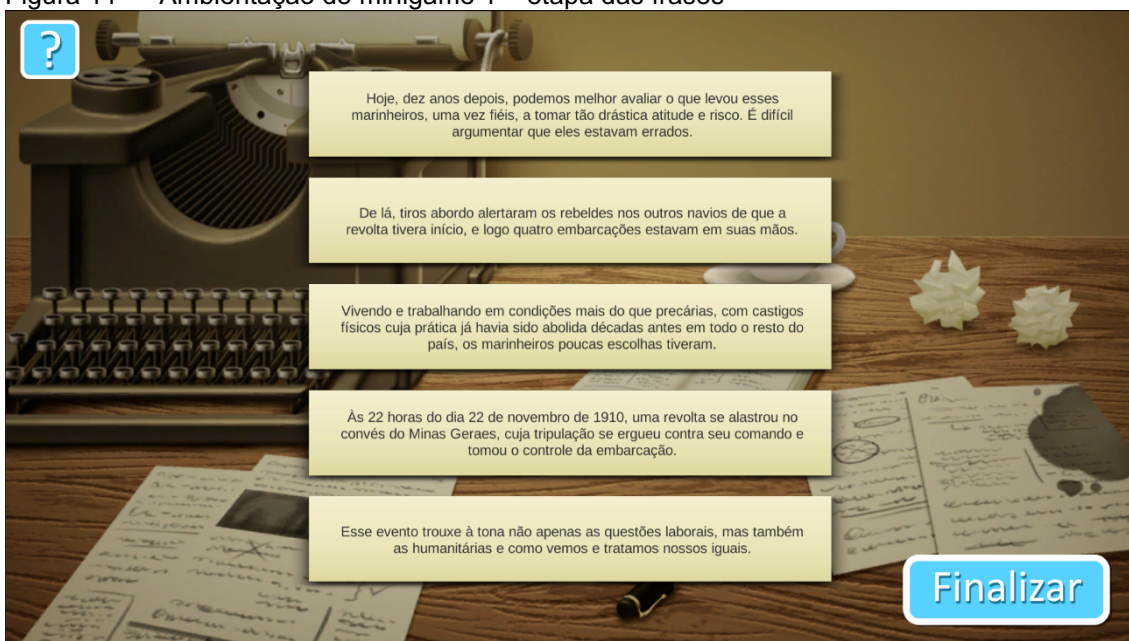 Figura 11 – Ambientação do minigame 1 – etapa das frases
?
Hoje, dez anos depois, podemos melhor avaliar o que levou esses
marinheiros, uma vez fiéis, a tomar tão drástica atitude e risco. É difícil
argumentar que eles estavam errados.
De lá, tiros abordo alertaram os rebeldes nos outros navios de que a
revolta tivera início, e logo quatro embarcações estavam em suas mãos.
Vivendo e trabalhando em condições mais do que precárias, com castigos
físicos cuja prática já havia sido abolida décadas antes em todo o resto do
país, os marinheiros poucas escolhas tiveram.
Às 22 horas do dia 22 de novembro de 1910, uma revolta se alastrou no
convés do Minas Geraes, cuja tripulação se ergueu contra seu comando e
tomou o controle da embarcação.
Esse evento trouxe à tona não apenas as questões laborais, mas também
as humanitárias e como vemos e tratamos nossos iguais.
Finalizar